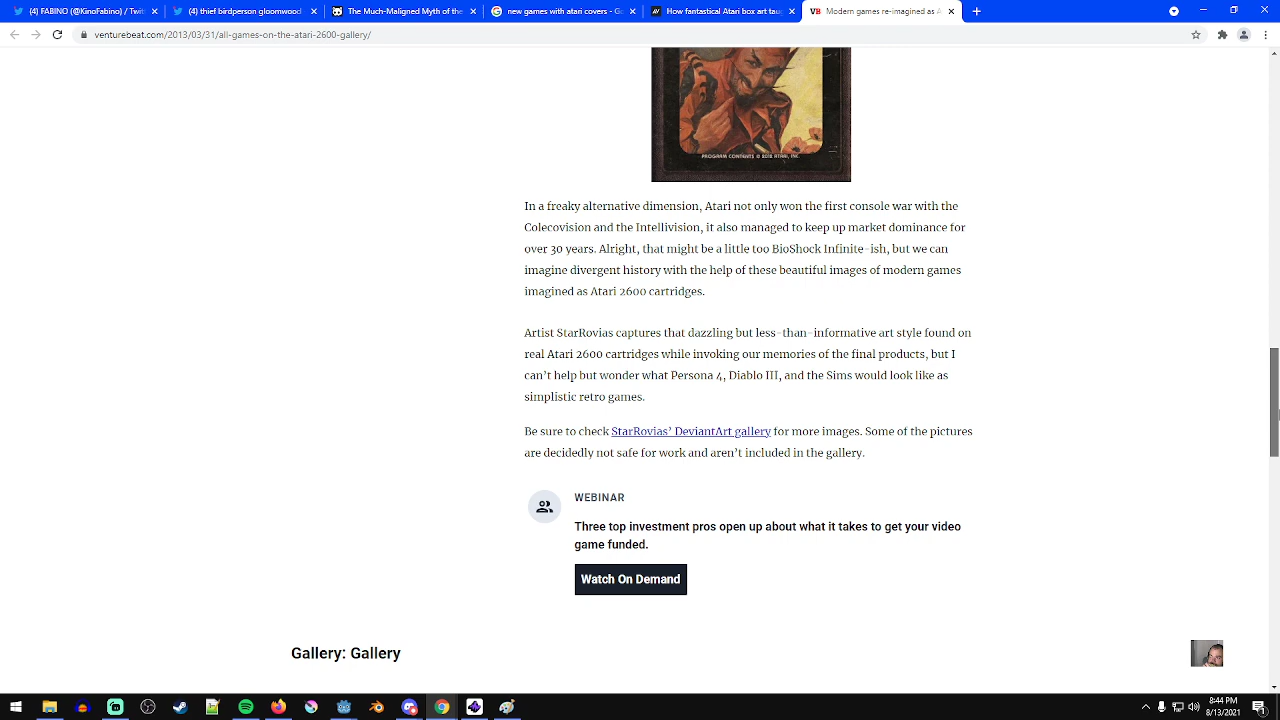 (4) FABINO (@KinoFabino) / Twit
(4) thief birdperson gloomwood
The Much-Maligned Myth of the
new games with atari covers - Go
How fantastical Atari box art taug
Modern games re-imagined as A
venturebeat.com/2013/03/31/all-games-on-the-atari-2600-gallery/
PROGRAM CONTENTS © 2012 ATARI, INC.
In a freaky alternative dimension, Atari not only won the first console war with the
Colecovision and the Intellivision, it also managed to keep up market dominance for
over 30 years. Alright, that might be a little too BioShock Infinite-ish, but we can
imagine divergent history with the help of these beautiful images of modern games
imagined as Atari 2600 cartridges.
Artist StarRovias captures that dazzling but less-than-informative art style found on
real Atari 2600 cartridges while invoking our memories of the final products, but I
can't help but wonder what Persona 4, Diablo III, and the Sims would look like as
simplistic retro games.
Be sure to check StarRovias' DeviantArt gallery for more images. Some of the pictures
are decidedly not safe for work and aren't included in the gallery.
WEBINAR
Three top investment pros open up about what it takes to get your video
game funded.
Watch On Demand
Gallery: Gallery
8:44 PM
8/13/2021